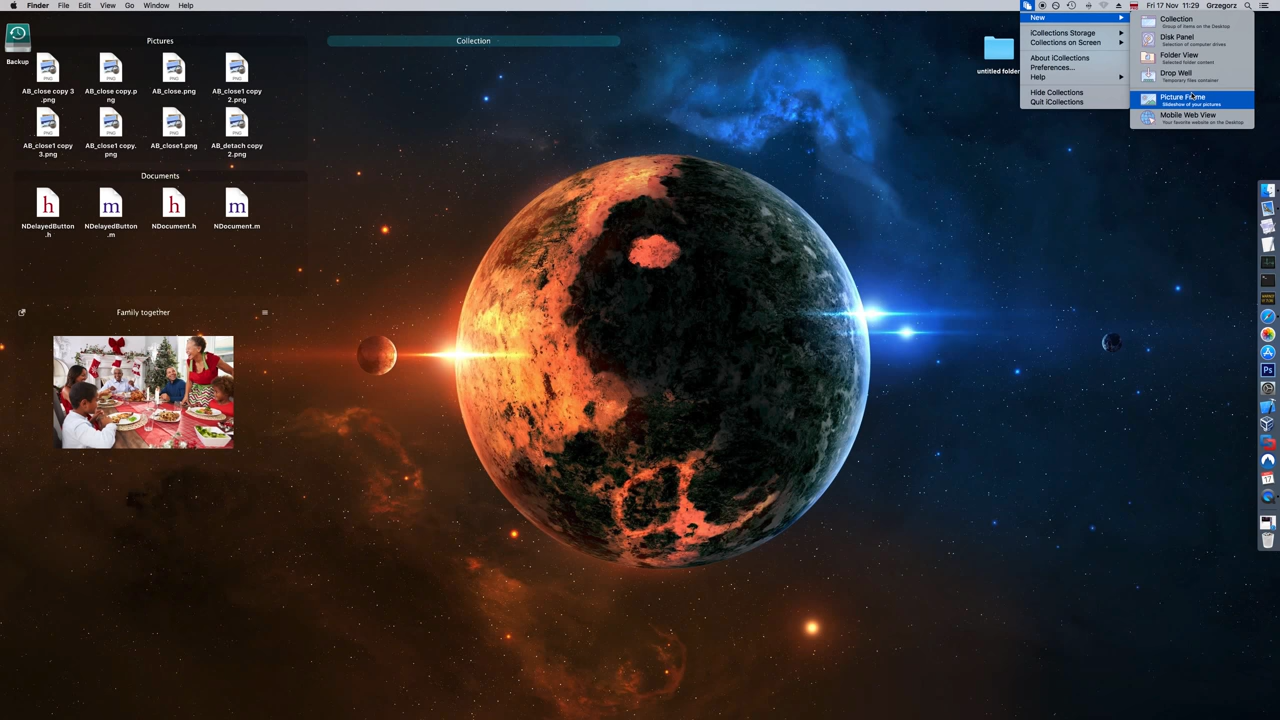 Finder File Edit View Go Window Help
Fri 17 Nov 11:29 Grzegorz
Backup
Pictures
AB_close copy 3
.png
AB_close copy.p
ng
AB_close.png
AB_close1 copy
2.png
AB_close1 copy
3.png
AB_close1 copy.
png
AB_close1.png
AB_detach copy
2.png
Documents
NDelayedButton
.h
NDelayedButton
.m
NDocument.h
NDocument.m
Family together
Collection
untitled folder
New
iCollections Storage
Collections on Screen
About iCollections
Preferences...
Help
Hide Collections
Quit iCollections
Collection
Group of items on the Desktop
Disk Panel
Selection of computer drives
Folder View
Selected folder content
Drop Well
Temporary files container
Picture Frame
Slideshow of your pictures
Mobile Web View
Your favorite website on the Desktop
Ps
17